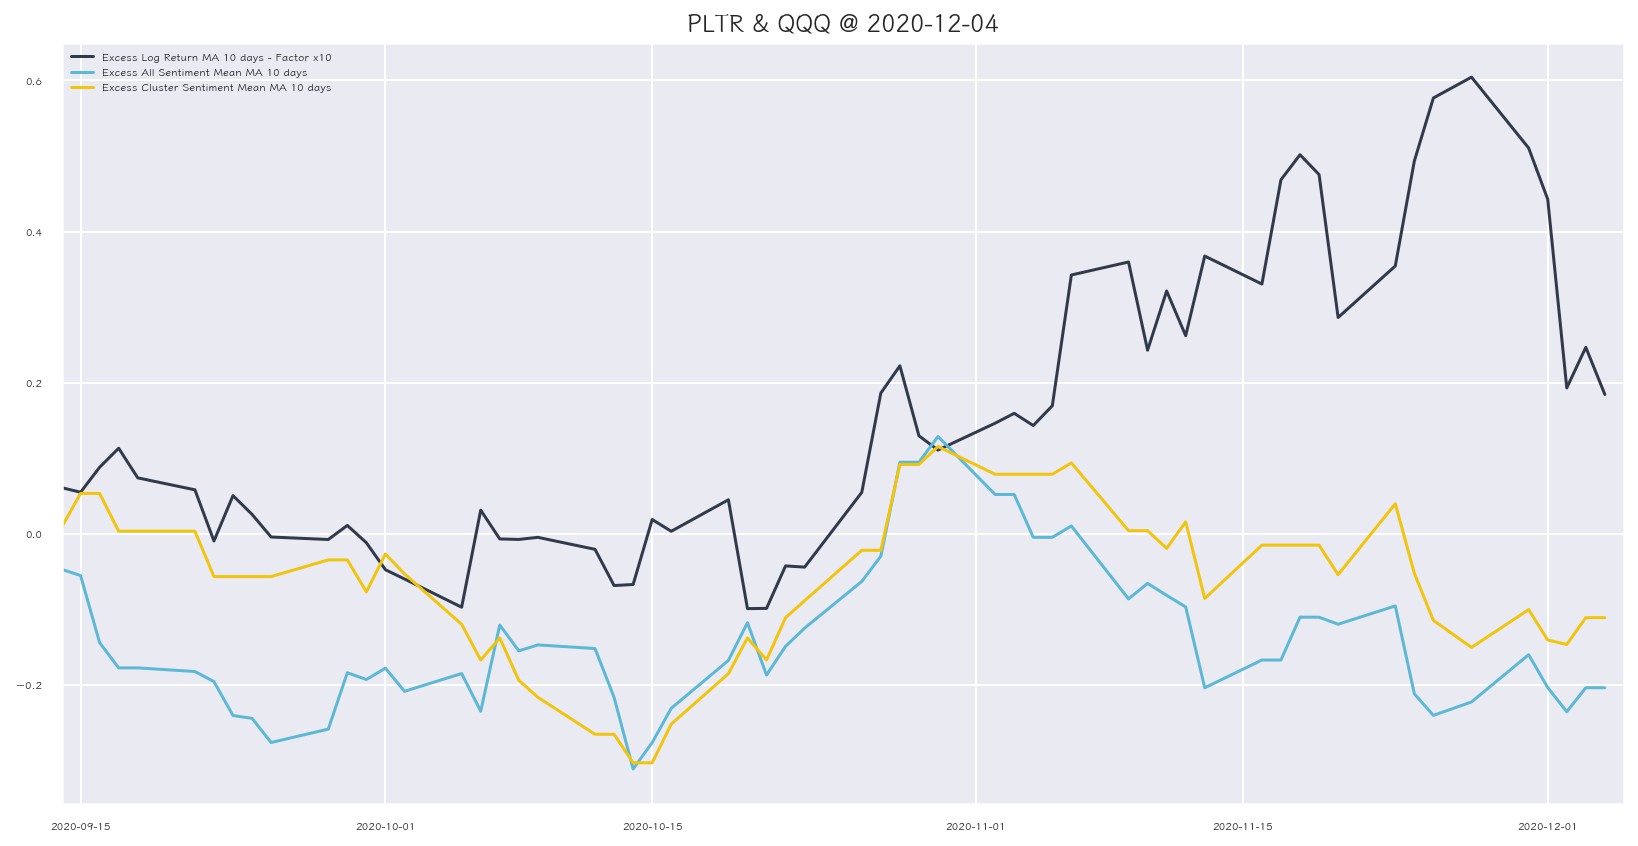 PLTR & QQQ @ 2020-12-04
Excess Log Return MA 10 days - Factor x10
Excess All Sentiment Mean MA 10 days
Excess Cluster Sentiment Mean MA 10 days
0.6
0.4
0.2
0.0
−0.2
2020-09-15 2020-10-01 2020-10-15 2020-11-01 2020-11-15 2020-12-01